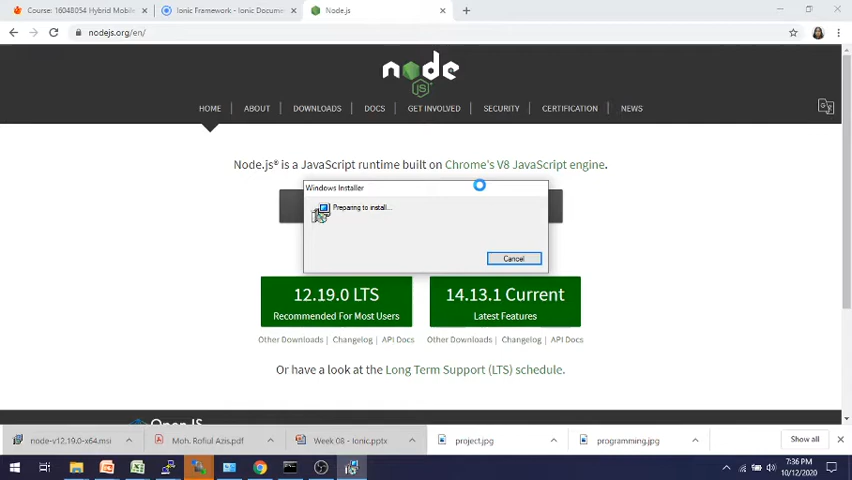 Course: 16048054 Hybrid Mobile
Ionic Framework - Ionic Docume
Node.js
nodejs.org/en/
node
JS
HOME
ABOUT
DOWNLOADS
DOCS
GET INVOLVED
SECURITY
CERTIFICATION
NEWS
Node.js® is a JavaScript runtime built on Chrome's V8 JavaScript engine.
Windows Installer
Preparing to install...
Cancel
12.19.0 LTS
Recommended For Most Users
14.13.1 Current
Latest Features
Other Downloads | Changelog | API Docs
Other Downloads | Changelog | API Docs
Or have a look at the Long Term Support (LTS) schedule.
OpenJS
node-v12.19.0-x64.msi
Moh. Rofiul Azis.pdf
Week 08 - Ionic.pptx
project.jpg
programming.jpg
Show all
7:36 PM
10/12/2020